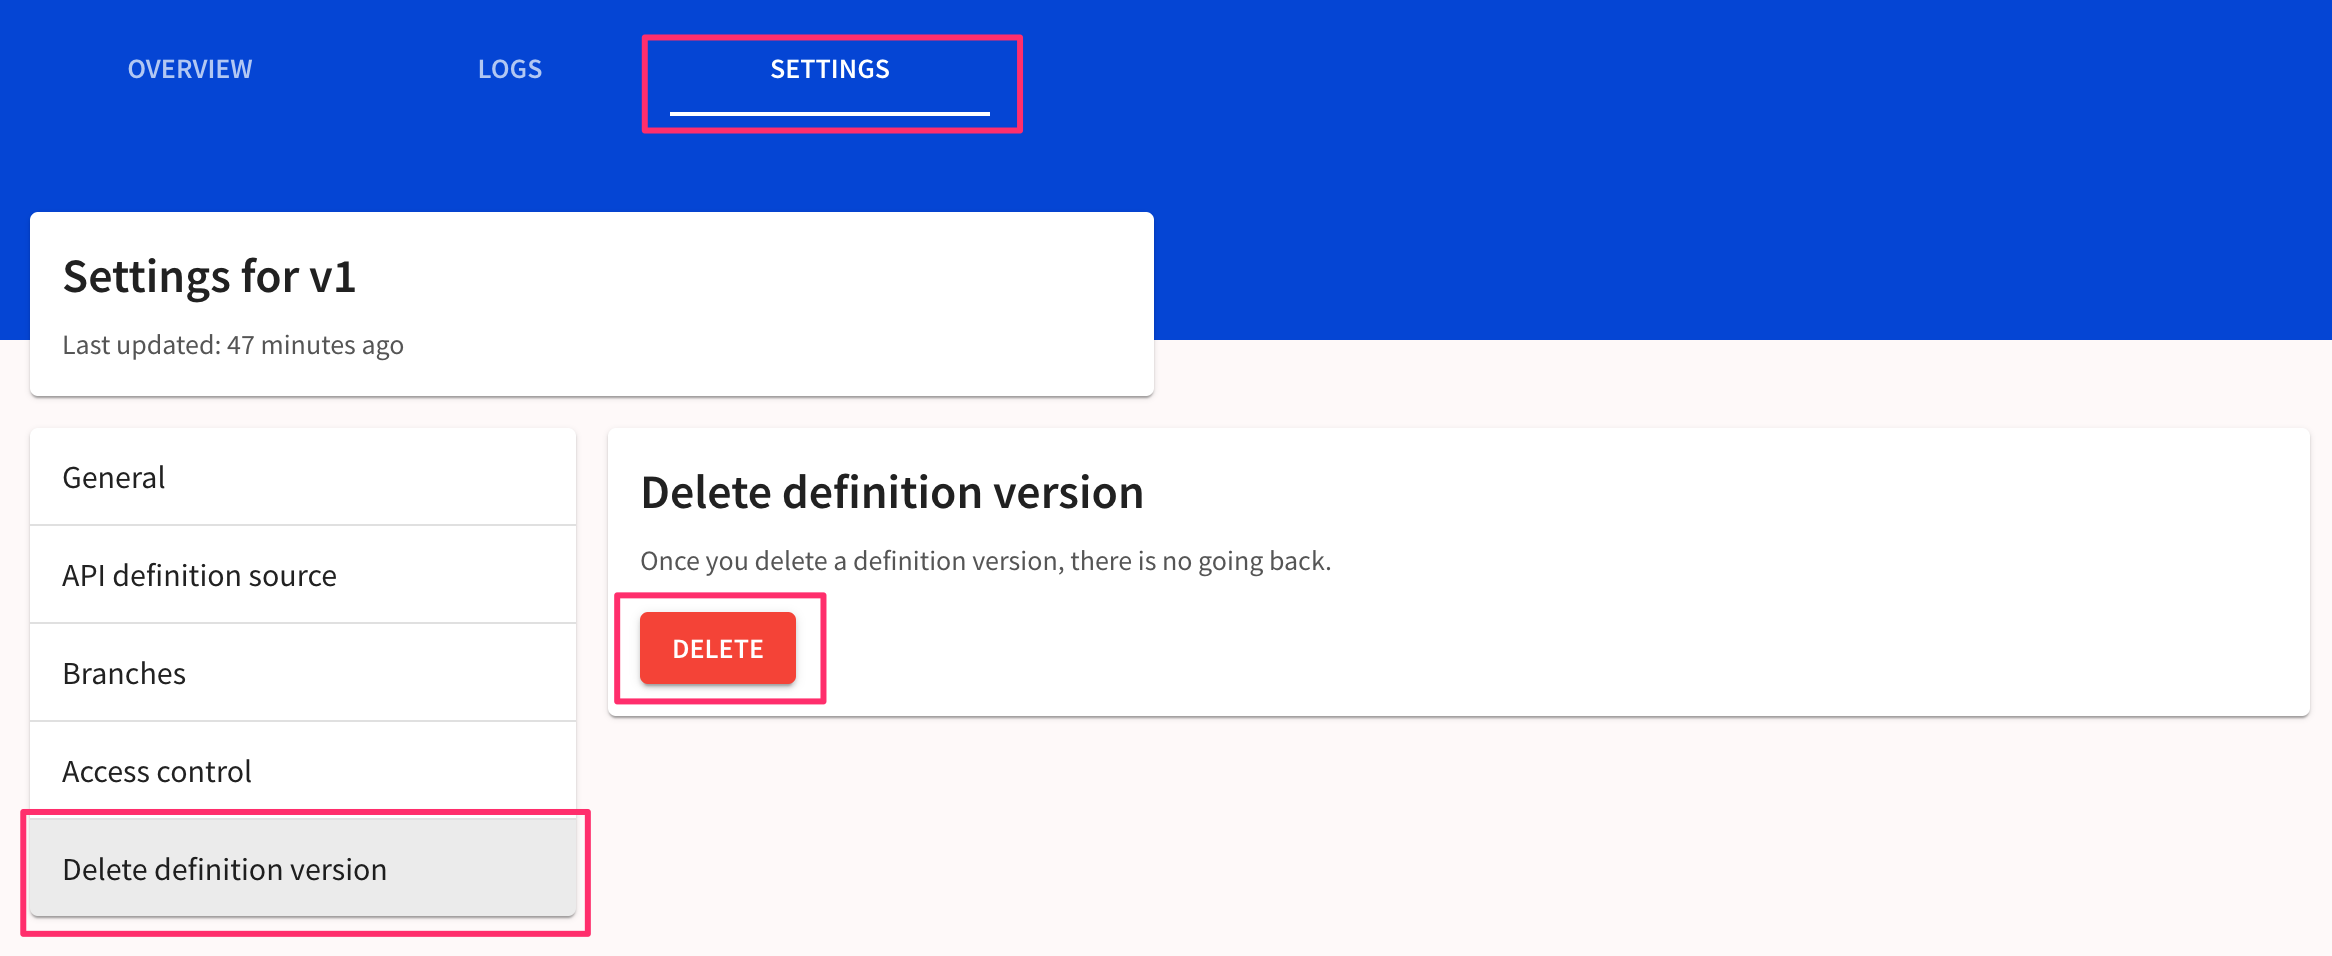 OVERVIEW
LOGS
SETTINGS
Settings for v1
Last updated: 47 minutes ago
General
API definition source
Branches
Access control
Delete definition version
Delete definition version
Once you delete a definition version, there is no going back.
DELETE